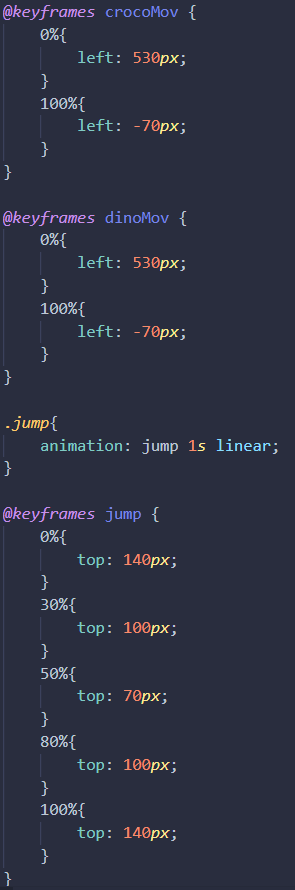 @keyframes crocoMov {
    0%{
        left: 530px;
    }
    100%{
        left: -70px;
    }
}

@keyframes dinoMov {
    0%{
        left: 530px;
    }
    100%{
        left: -70px;
    }
}

.jump{
    animation: jump 1s linear;
}

@keyframes jump {
    0%{
        top: 140px;
    }
    30%{
        top: 100px;
    }
    50%{
        top: 70px;
    }
    80%{
        top: 100px;
    }
    100%{
        top: 140px;
    }
}